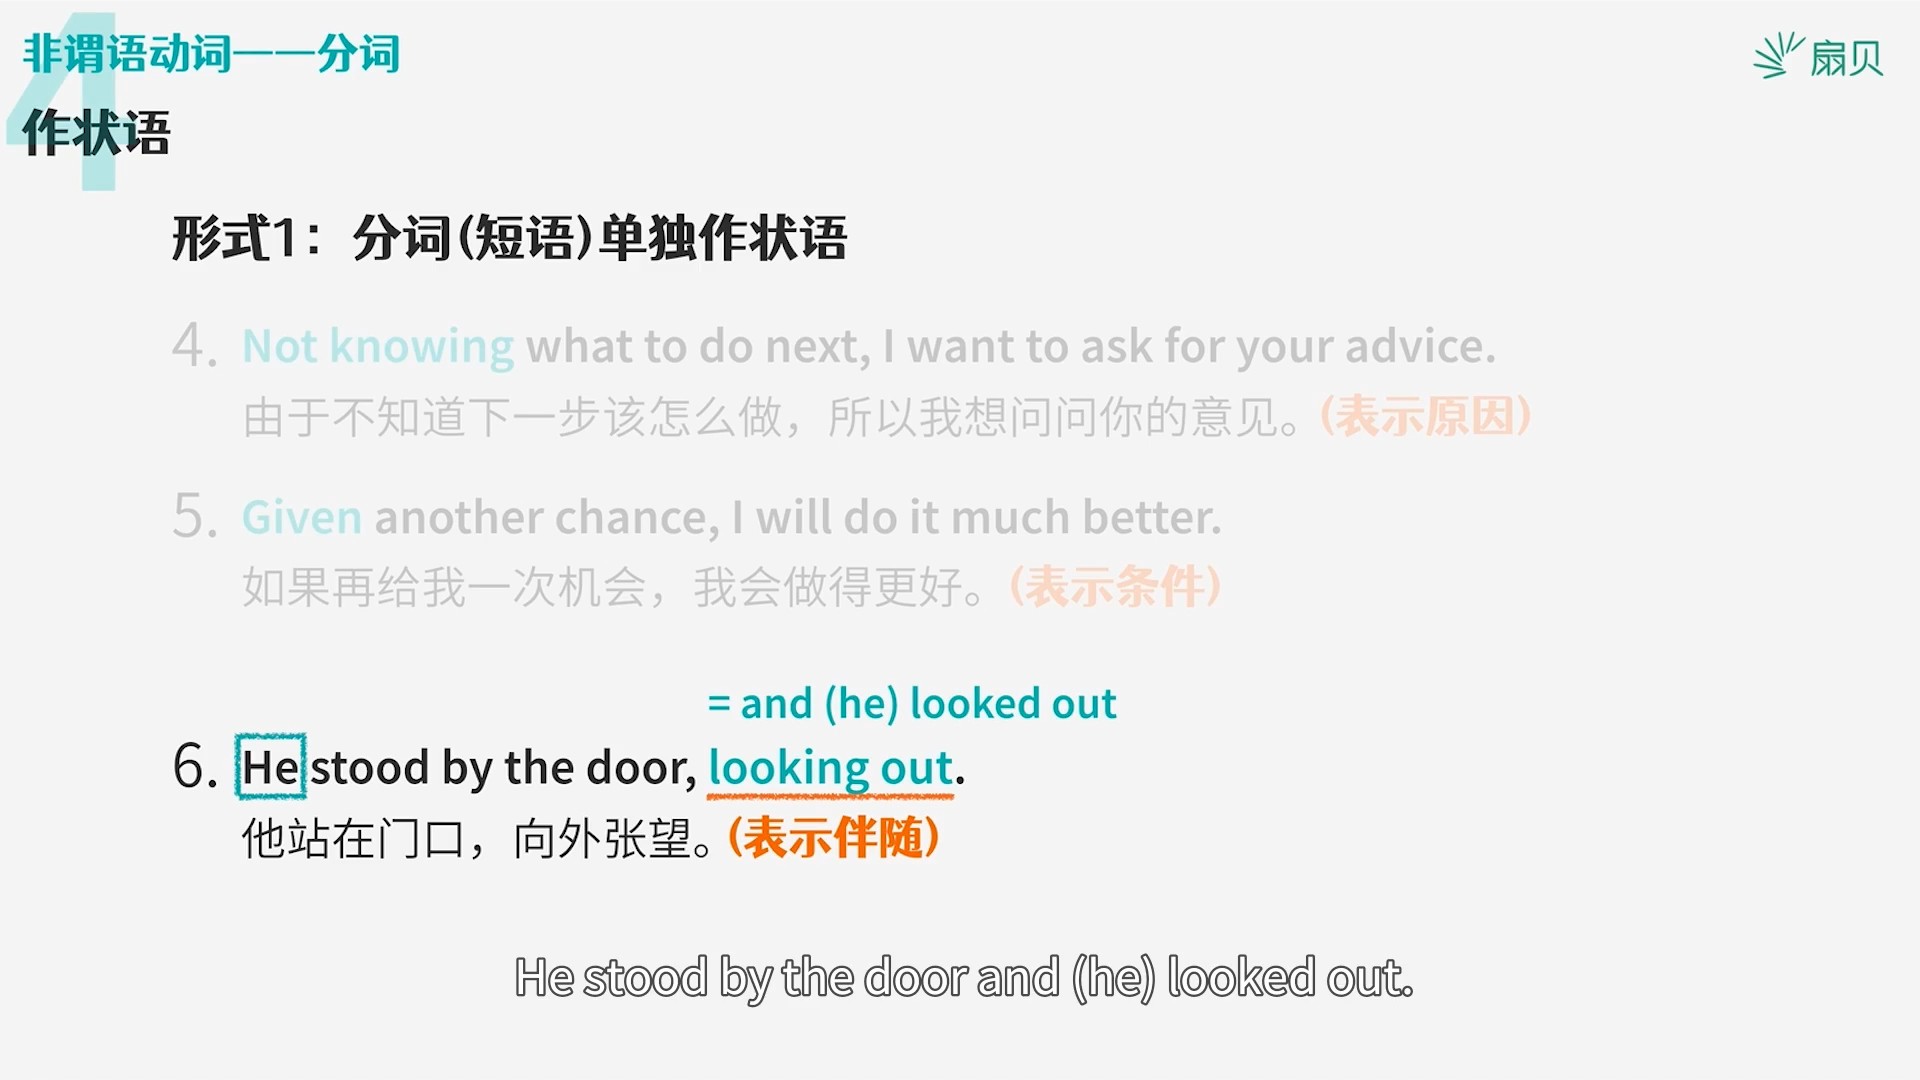 非谓语动词——分词
扇贝
4
作状语
形式1：分词(短语)单独作状语
4. Not knowing what to do next, I want to ask for your advice.
由于不知道下一步该怎么做，所以我想问问你的意见。(表示原因)
5. Given another chance, I will do it much better.
如果再给我一次机会，我会做得更好。(表示条件)
= and (he) looked out
6. He stood by the door, looking out.
他站在门口，向外张望。(表示伴随)
He stood by the door and (he) looked out.